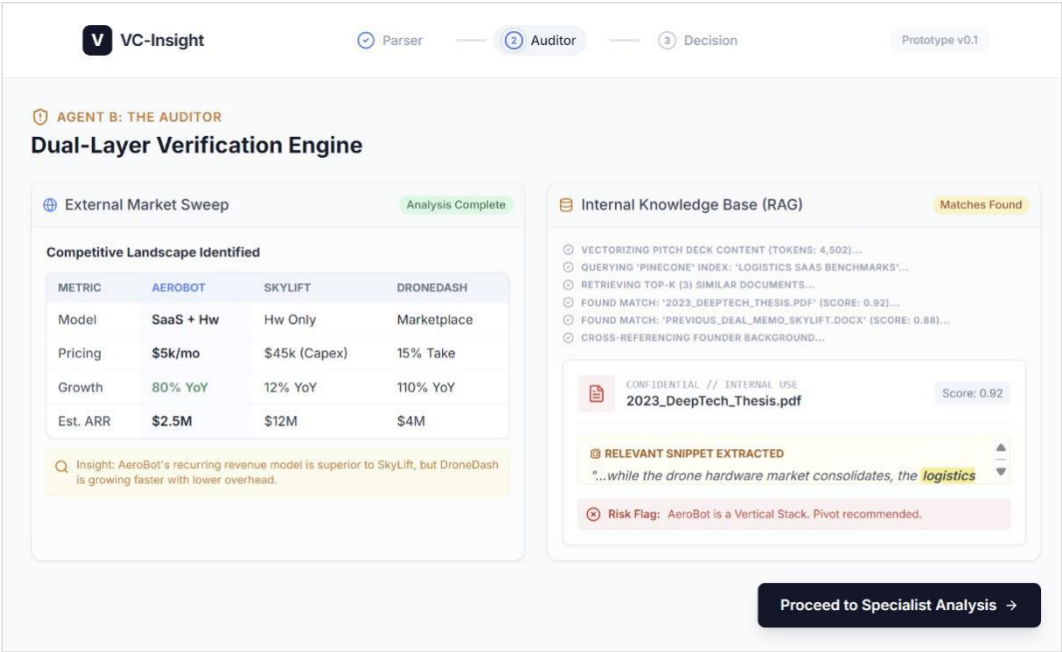 V VC-Insight Parser 2 Auditor 3 Decision Prototype v0.1
AGENT B: THE AUDITOR
Dual-Layer Verification Engine
External Market Sweep Analysis Complete
Competitive Landscape Identified
METRIC AEROBOT SKYLIFT DRONEDASH
Model SaaS + Hw Hw Only Marketplace
Pricing $5k/mo $45k (Capex) 15% Take
Growth 80% YoY 12% YoY 110% YoY
Est. ARR $2.5M $12M $4M
Insight: AeroBot's recurring revenue model is superior to SkyLift, but DroneDash
is growing faster with lower overhead.
Internal Knowledge Base (RAG) Matches Found
VECTORIZING PITCH DECK CONTENT (TOKENS: 4,502)...
QUERYING 'PINECONE' INDEX: 'LOGISTICS SAAS BENCHMARKS'...
RETRIEVING TOP-K (3) SIMILAR DOCUMENTS...
FOUND MATCH: '2023_DEEPTECH_THESIS.PDF' (SCORE: 0.92)...
FOUND MATCH: 'PREVIOUS_DEAL_MEMO_SKYLIFT.DOCX' (SCORE: 0.88)...
CROSS-REFERENCING FOUNDER BACKGROUND...
CONFIDENTIAL // INTERNAL USE
2023_DeepTech_Thesis.pdf Score: 0.92
RELEVANT SNIPPET EXTRACTED
"...while the drone hardware market consolidates, the logistics
Risk Flag: AeroBot is a Vertical Stack. Pivot recommended.
Proceed to Specialist Analysis →